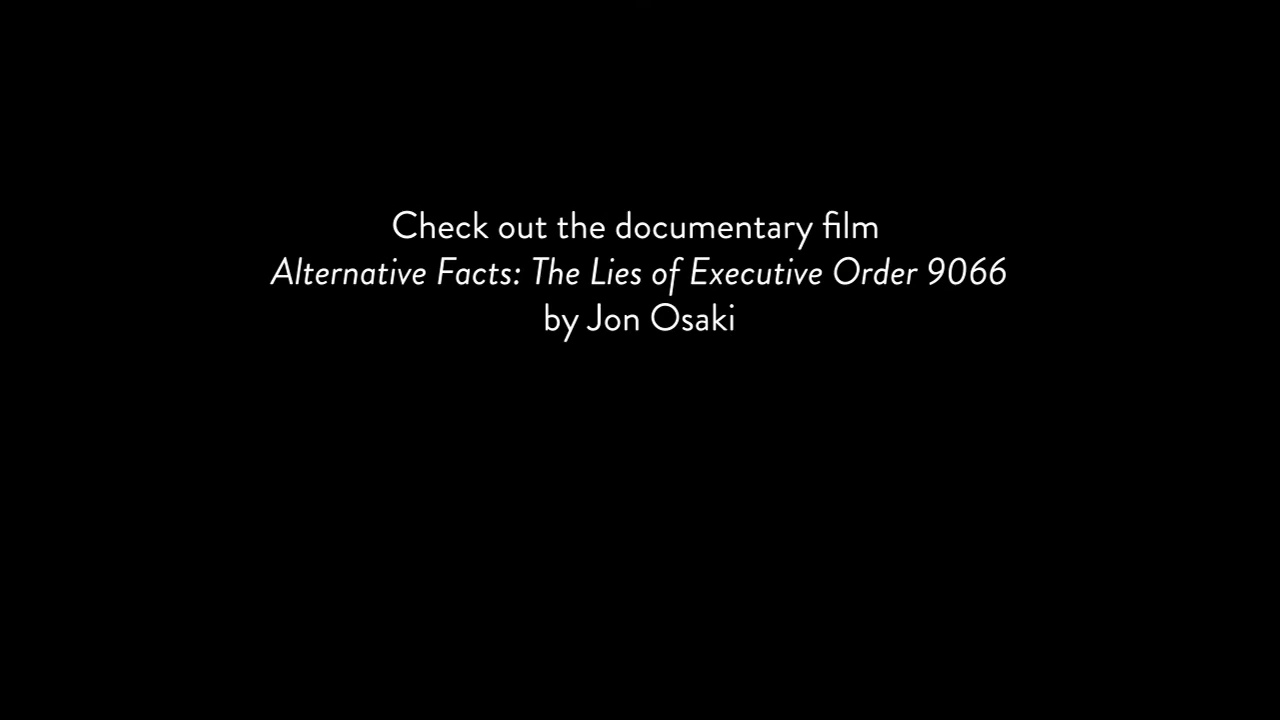 Check out the documentary film
Alternative Facts: The Lies of Executive Order 9066
by Jon Osaki